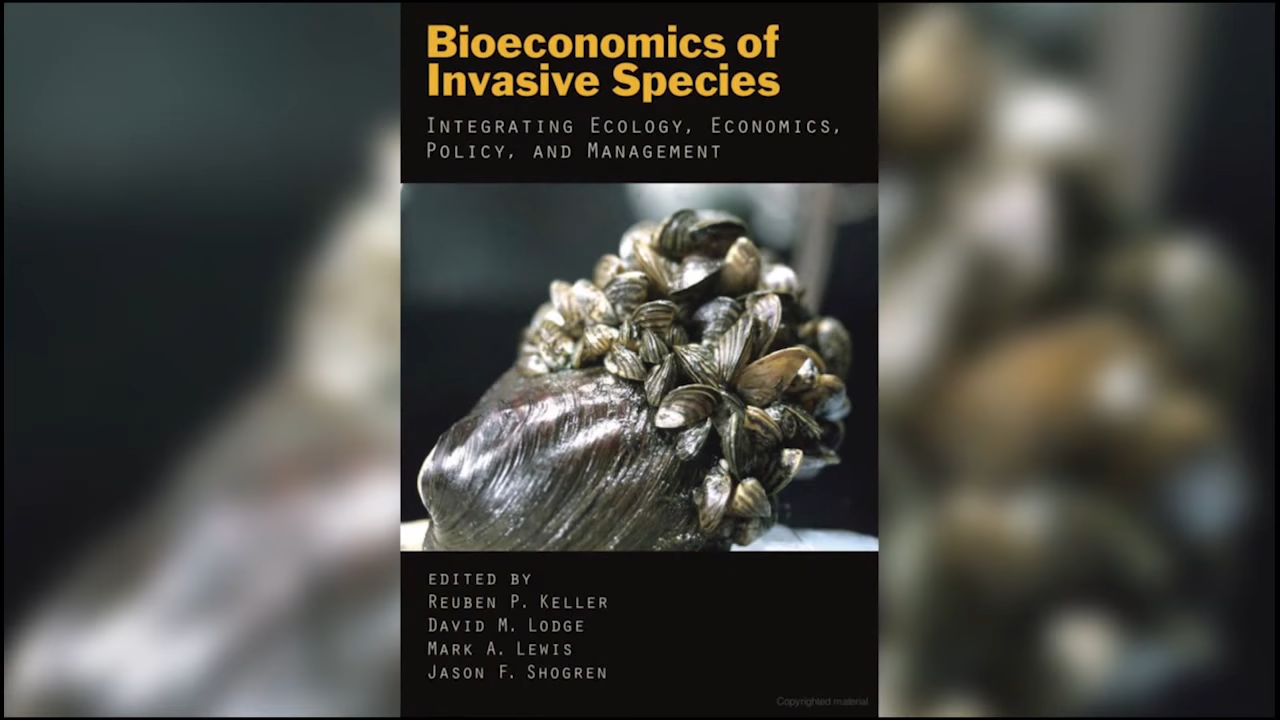 Bioeconomics of
Invasive Species
INTEGRATING ECOLOGY, ECONOMICS,
POLICY, AND MANAGEMENT
EDITED BY
REUBEN P. KELLER
DAVID M. LODGE
MARK A. LEWIS
JASON F. SHOGREN
Copyrighted material